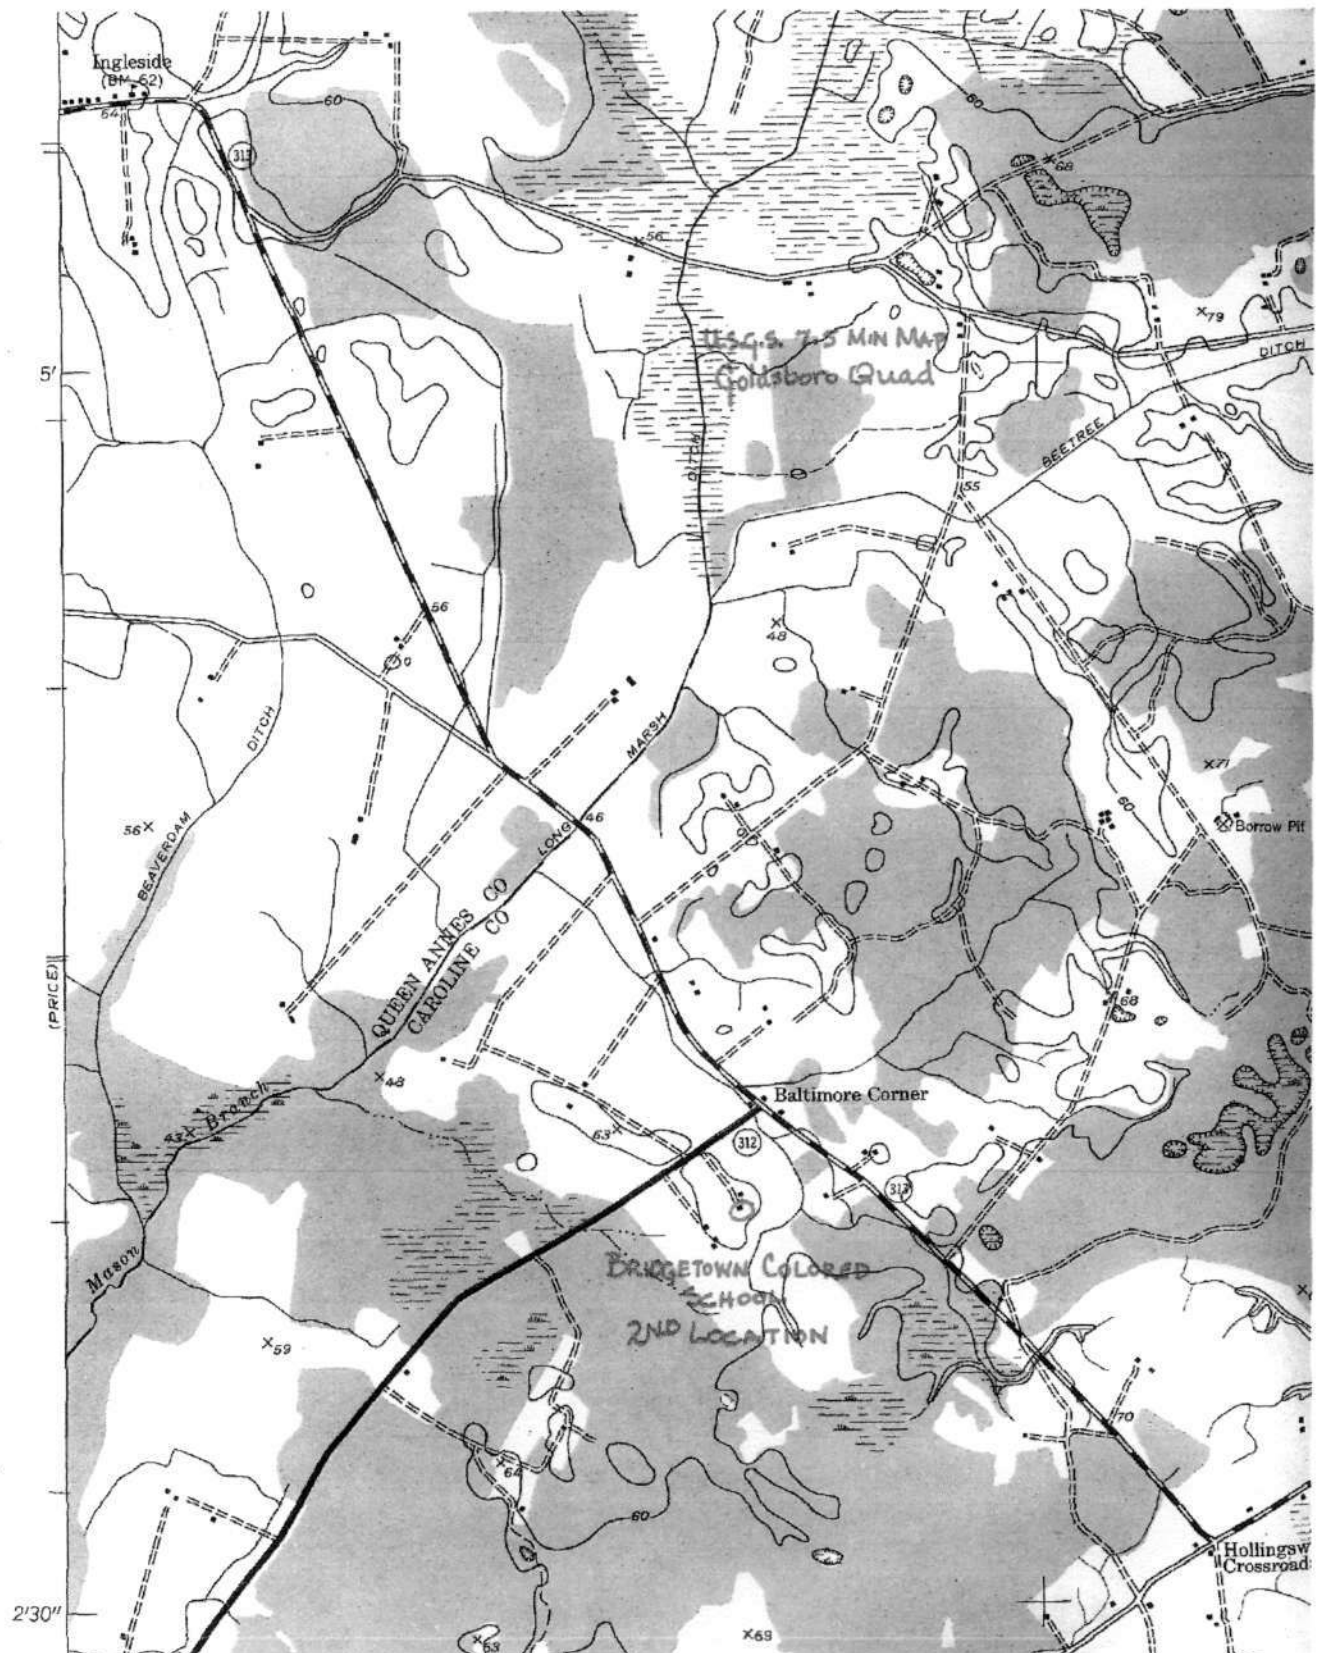 Ingleside
(BM 62)
64
60
313
60
68
56
79
DITCH
U.S.G.S. 7.5 MIN MAP
Goldsboro Quad
5'
DITCH
BEETREE
55
56
48
DITCH
MARSH
71
60
46
LONG
56
BEAVERDAM
Borrow Pit
QUEEN ANNES CO
CAROLINE CO
(PRICE)
68
48
Branch
43
Baltimore Corner
63
312
313
Mason
BRIDGETOWN COLORED
SCHOOL
2ND LOCATION
59
70
64
60
Hollingsw
Crossroad
2'30"
63
69